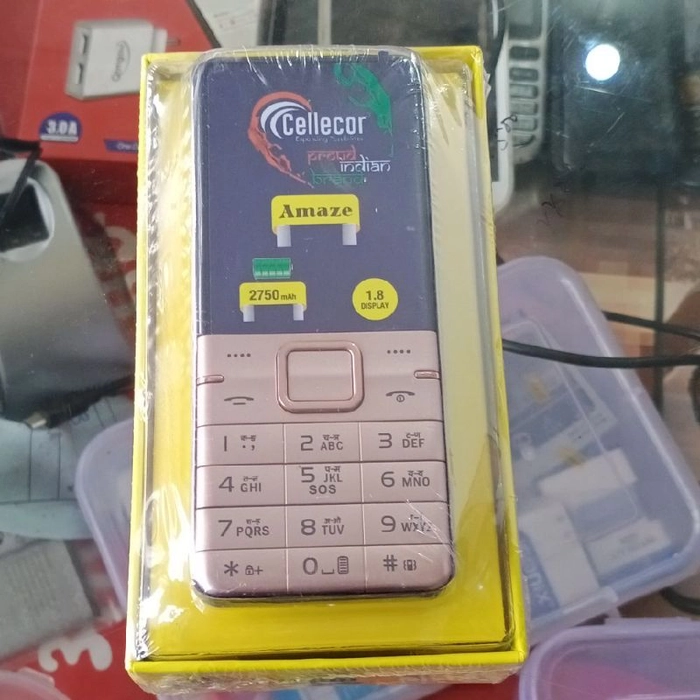 3.0A
Cellecor
proud
indian
brand
Amaze
2750 mAh
1.8
DISPLAY
1 क-ङ .,
2 च-ञ ABC
3 ट-ण DEF
4 त-न GHI
5 प-म JKL
SOS
6 य-व MNO
7 PQRS
8 TUV
9 WXYZ
* +
0
#